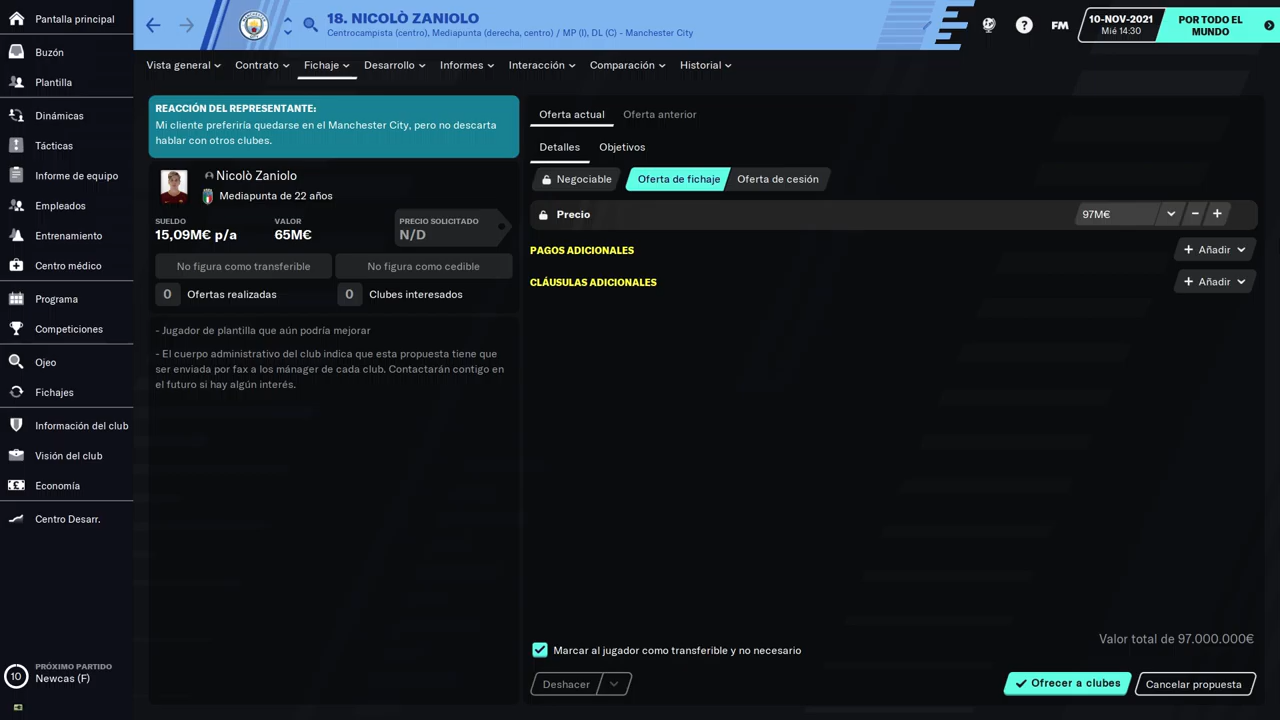 Pantalla principal
18. NICOLÒ ZANIOLO
Centrocampista (centro), Mediapunta (derecha, centro) / MP (I), DL (C) - Manchester City
FM
10-NOV-2021
Mié 14:30
POR TODO EL
MUNDO
Buzón
Plantilla
Dinámicas
Tácticas
Informe de equipo
Empleados
Entrenamiento
Centro médico
Programa
Competiciones
Ojeo
Fichajes
Información del club
Visión del club
Economía
Centro Desarr.
10
PRÓXIMO PARTIDO
Newcas (F)
Vista general
Contrato
Fichaje
Desarrollo
Informes
Interacción
Comparación
Historial
REACCIÓN DEL REPRESENTANTE:
Mi cliente preferiría quedarse en el Manchester City, pero no descarta
hablar con otros clubes.
Nicolò Zaniolo
Mediapunta de 22 años
SUELDO
15,09M€ p/a
VALOR
65M€
PRECIO SOLICITADO
N/D
No figura como transferible
No figura como cedible
0 Ofertas realizadas
0 Clubes interesados
- Jugador de plantilla que aún podría mejorar
- El cuerpo administrativo del club indica que esta propuesta tiene que
ser enviada por fax a los mánager de cada club. Contactarán contigo en
el futuro si hay algún interés.
Oferta actual
Oferta anterior
Detalles
Objetivos
Negociable
Oferta de fichaje
Oferta de cesión
Precio
97M€
PAGOS ADICIONALES
Añadir
CLÁUSULAS ADICIONALES
Añadir
Valor total de 97.000.000€
Marcar al jugador como transferible y no necesario
Deshacer
Ofrecer a clubes
Cancelar propuesta